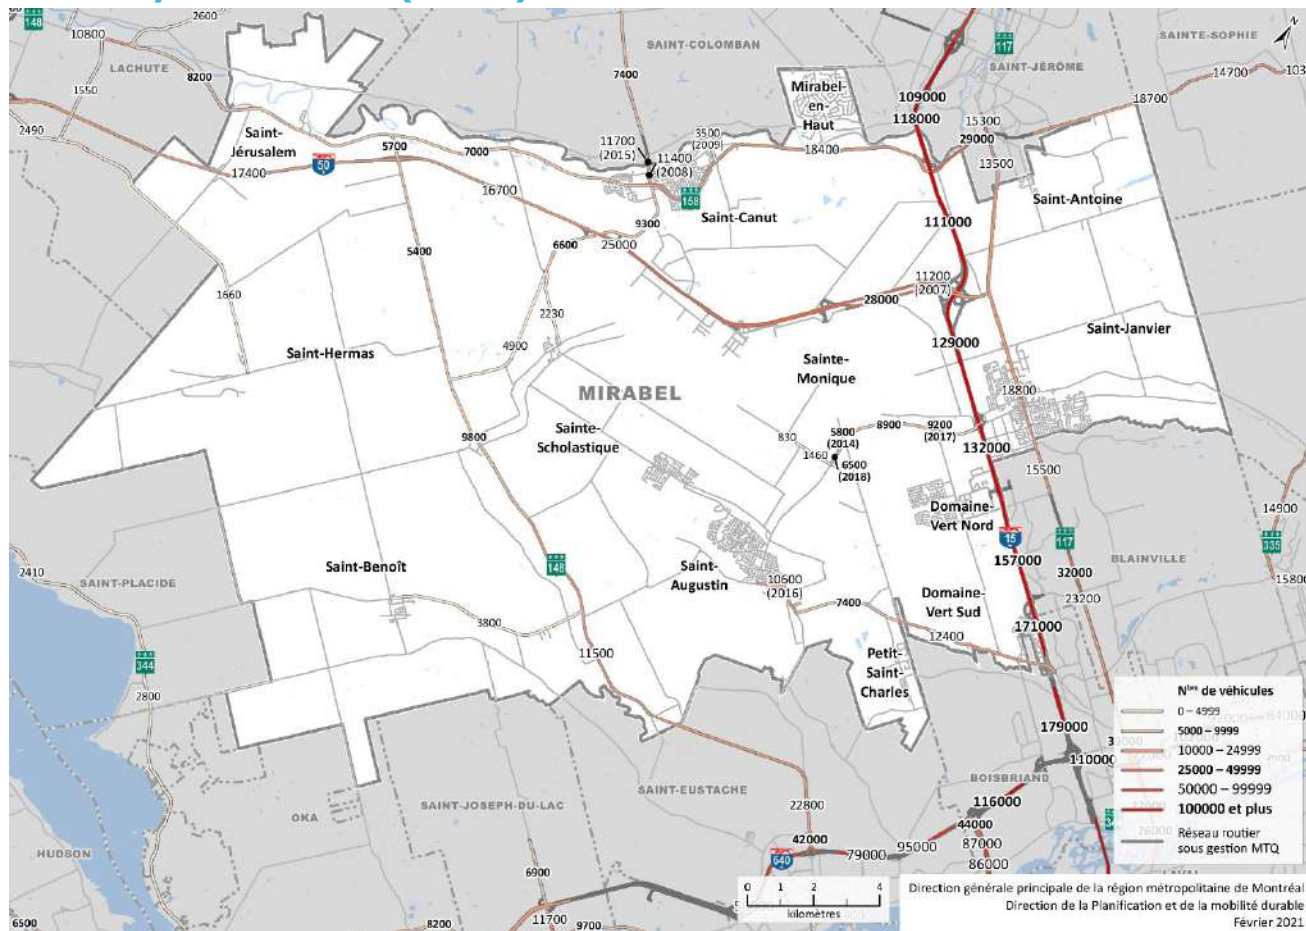 148
2600
10800
LACHUTE
8200
1550
2490
SAINT-COLOMBAN
7400
117
SAINTE-SOPHIE
SAINT-JÉRÔME
14700
18700
109000
118000
15300
29000
13500
Mirabel-
en-
Haut
Saint-
Jérusalem
17400
50
5700
7000
11700
(2015)
11400
(2008)
3500
(2009)
18400
16700
158
Saint-Canut
Saint-Antoine
9300
6600
25000
111000
5400
11200
(2007)
28000
1660
2230
4900
129000
Saint-Janvier
Saint-Hermas
Sainte-
Monique
MIRABEL
18800
Sainte-
Scholastique
9800
830
5800
(2014)
8900
9200
(2017)
1460
6500
(2018)
132000
15500
Domaine-
Vert Nord
14900
15
117
335
BLAINVILLE
157000
2410
SAINT-PLACIDE
Saint-Benoît
148
Saint-
Augustin
10600
(2016)
32000
15800
23200
7400
Domaine-
Vert Sud
171000
3800
12400
11500
344
2800
Petit-
Saint-
Charles
179000
110000
BOISBRIAND
116000
44000
87000
86000
SAINT-EUSTACHE
SAINT-JOSEPH-DU-LAC
OKA
HUDSON
22800
42000
640
79000
95000
6900
11700
9700
8200
6500
Nbre de véhicules
0 – 4999
5000 – 9999
10000 – 24999
25000 – 49999
50000 – 99999
100000 et plus
Réseau routier
sous gestion MTQ
0 1 2 4
kilomètres
Direction générale principale de la région métropolitaine de Montréal
Direction de la Planification et de la mobilité durable
Février 2021